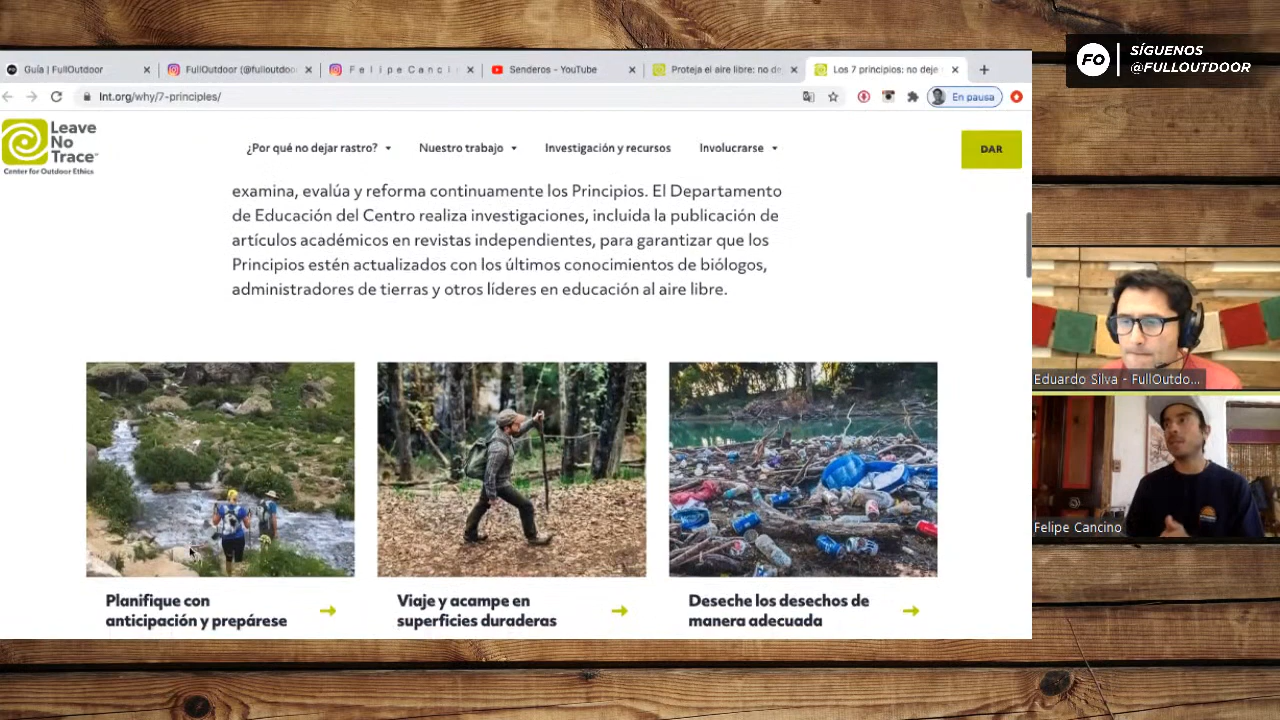 FO
SÍGUENOS
@FULLOUTDOOR
Guía | FullOutdoor
FullOutdoor (@fulloutdoo
F e l i p e C a n c i
Senderos - YouTube
Proteja el aire libre: no de
Los 7 principios: no deje
lnt.org/why/7-principles/
En pausa
Leave
No
Trace™
Center for Outdoor Ethics
¿Por qué no dejar rastro?
Nuestro trabajo
Investigación y recursos
Involucrarse
DAR
examina, evalúa y reforma continuamente los Principios. El Departamento
de Educación del Centro realiza investigaciones, incluida la publicación de
artículos académicos en revistas independientes, para garantizar que los
Principios estén actualizados con los últimos conocimientos de biólogos,
administradores de tierras y otros líderes en educación al aire libre.
Eduardo Silva - FullOutdo...
Felipe Cancino
Planifique con
anticipación y prepárese
Viaje y acampe en
superficies duraderas
Deseche los desechos de
manera adecuada